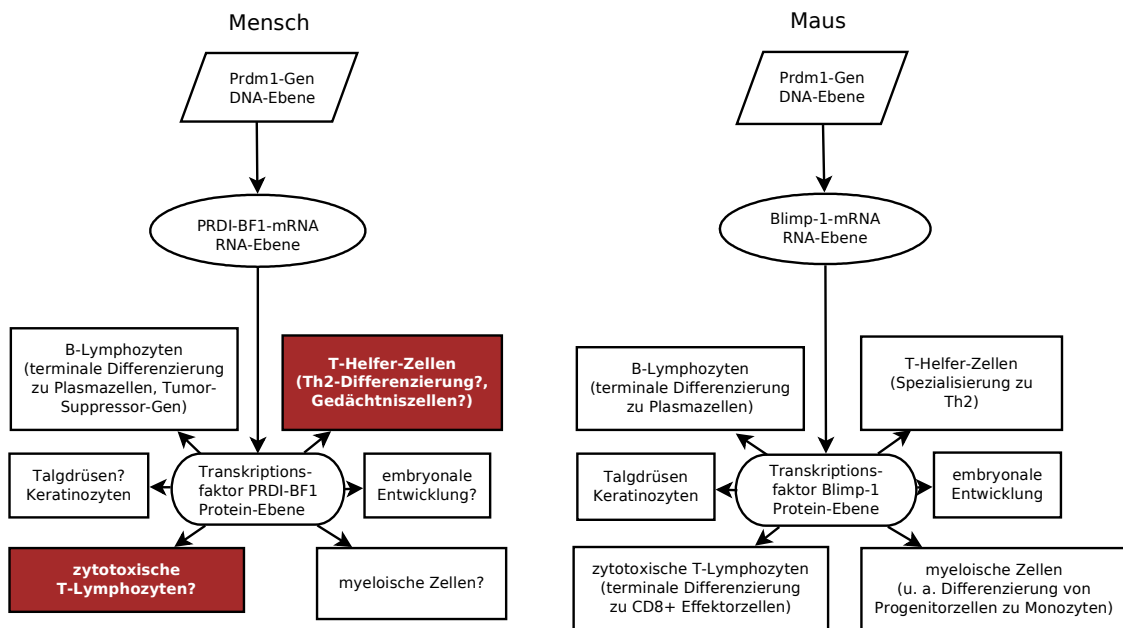 Mensch
Prdm1-Gen
DNA-Ebene
PRDI-BF1-mRNA
RNA-Ebene
B-Lymphozyten
(terminale Differenzierung
zu Plasmazellen, Tumor-
Suppressor-Gen)
T-Helfer-Zellen
(Th2-Differenzierung?,
Gedächtniszellen?)
Talgdrüsen?
Keratinozyten
Transkriptions-
faktor PRDI-BF1
Protein-Ebene
embryonale
Entwicklung?
zytotoxische
T-Lymphozyten?
myeloische Zellen?
Maus
Prdm1-Gen
DNA-Ebene
Blimp-1-mRNA
RNA-Ebene
B-Lymphozyten
(terminale Differenzierung
zu Plasmazellen)
T-Helfer-Zellen
(Spezialisierung zu
Th2)
Talgdrüsen
Keratinozyten
Transkriptions-
faktor Blimp-1
Protein-Ebene
embryonale
Entwicklung
zytotoxische T-Lymphozyten
(terminale Differenzierung
zu CD8+ Effektorzellen)
myeloische Zellen
(u. a. Differenzierung von
Progenitorzellen zu Monozyten)